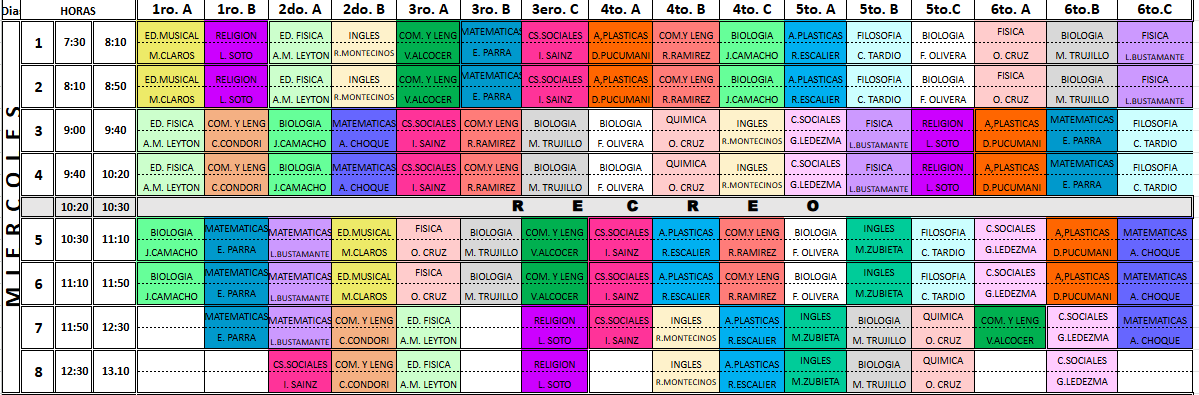 Dias HORAS 1ro. A 1ro. B 2do. A 2do. B 3ro. A 3ro. B 3ero. C 4to. A 4to. B 4to. C 5to. A 5to. B 5to.C 6to. A 6to.B 6to.C
MIERCOLES
1 7:30 8:10 ED.MUSICAL RELIGION ED. FISICA INGLES COM. Y LENG MATEMATICAS CS.SOCIALES A,PLASTICAS COM.Y LENG BIOLOGIA A.PLASTICAS FILOSOFIA BIOLOGIA FISICA BIOLOGIA FISICA
M.CLAROS L. SOTO A.M. LEYTON R.MONTECINOS V.ALCOCER E. PARRA I. SAINZ D.PUCUMANI R.RAMIREZ J.CAMACHO R.ESCALIER C. TARDIO F. OLIVERA O. CRUZ M. TRUJILLO L.BUSTAMANTE
2 8:10 8:50 ED.MUSICAL RELIGION ED. FISICA INGLES COM. Y LENG MATEMATICAS CS.SOCIALES A,PLASTICAS COM.Y LENG BIOLOGIA A.PLASTICAS FILOSOFIA BIOLOGIA FISICA BIOLOGIA FISICA
M.CLAROS L. SOTO A.M. LEYTON R.MONTECINOS V.ALCOCER E. PARRA I. SAINZ D.PUCUMANI R.RAMIREZ J.CAMACHO R.ESCALIER C. TARDIO F. OLIVERA O. CRUZ M. TRUJILLO L.BUSTAMANTE
3 9:00 9:40 ED. FISICA COM. Y LENG BIOLOGIA MATEMATICAS CS.SOCIALES COM.Y LENG BIOLOGIA BIOLOGIA QUIMICA INGLES C.SOCIALES FISICA RELIGION A,PLASTICAS MATEMATICAS FILOSOFIA
A.M. LEYTON C.CONDORI J.CAMACHO A. CHOQUE I. SAINZ R.RAMIREZ M. TRUJILLO F. OLIVERA O. CRUZ R.MONTECINOS G.LEDEZMA L.BUSTAMANTE L. SOTO D.PUCUMANI E. PARRA C. TARDIO
4 9:40 10:20 ED. FISICA COM. Y LENG BIOLOGIA MATEMATICAS CS.SOCIALES COM.Y LENG BIOLOGIA BIOLOGIA QUIMICA INGLES C.SOCIALES FISICA RELIGION A,PLASTICAS MATEMATICAS FILOSOFIA
A.M. LEYTON C.CONDORI J.CAMACHO A. CHOQUE I. SAINZ R.RAMIREZ M. TRUJILLO F. OLIVERA O. CRUZ R.MONTECINOS G.LEDEZMA L.BUSTAMANTE L. SOTO D.PUCUMANI E. PARRA C. TARDIO
10:20 10:30 R E C R E O
5 10:30 11:10 BIOLOGIA MATEMATICAS MATEMATICAS ED.MUSICAL FISICA BIOLOGIA COM. Y LENG CS.SOCIALES A.PLASTICAS COM.Y LENG BIOLOGIA INGLES FILOSOFIA C.SOCIALES A,PLASTICAS MATEMATICAS
J.CAMACHO E. PARRA L.BUSTAMANTE M.CLAROS O. CRUZ M. TRUJILLO V.ALCOCER I. SAINZ R.ESCALIER R.RAMIREZ F. OLIVERA M.ZUBIETA C. TARDIO G.LEDEZMA D.PUCUMANI A. CHOQUE
6 11:10 11:50 BIOLOGIA MATEMATICAS MATEMATICAS ED.MUSICAL FISICA BIOLOGIA COM. Y LENG CS.SOCIALES A.PLASTICAS COM.Y LENG BIOLOGIA INGLES FILOSOFIA C.SOCIALES A,PLASTICAS MATEMATICAS
J.CAMACHO E. PARRA L.BUSTAMANTE M.CLAROS O. CRUZ M. TRUJILLO V.ALCOCER I. SAINZ R.ESCALIER R.RAMIREZ F. OLIVERA M.ZUBIETA C. TARDIO G.LEDEZMA D.PUCUMANI A. CHOQUE
7 11:50 12:30 MATEMATICAS MATEMATICAS COM. Y LENG ED. FISICA RELIGION CS.SOCIALES INGLES A.PLASTICAS INGLES BIOLOGIA QUIMICA COM. Y LENG C.SOCIALES MATEMATICAS
E. PARRA L.BUSTAMANTE C.CONDORI A.M. LEYTON L. SOTO I. SAINZ R.MONTECINOS R.ESCALIER M.ZUBIETA M. TRUJILLO O. CRUZ V.ALCOCER G.LEDEZMA A. CHOQUE
8 12:30 13.10 CS.SOCIALES COM. Y LENG ED. FISICA RELIGION INGLES A.PLASTICAS INGLES BIOLOGIA QUIMICA C.SOCIALES
I. SAINZ C.CONDORI A.M. LEYTON L. SOTO R.MONTECINOS R.ESCALIER M.ZUBIETA M. TRUJILLO O. CRUZ G.LEDEZMA